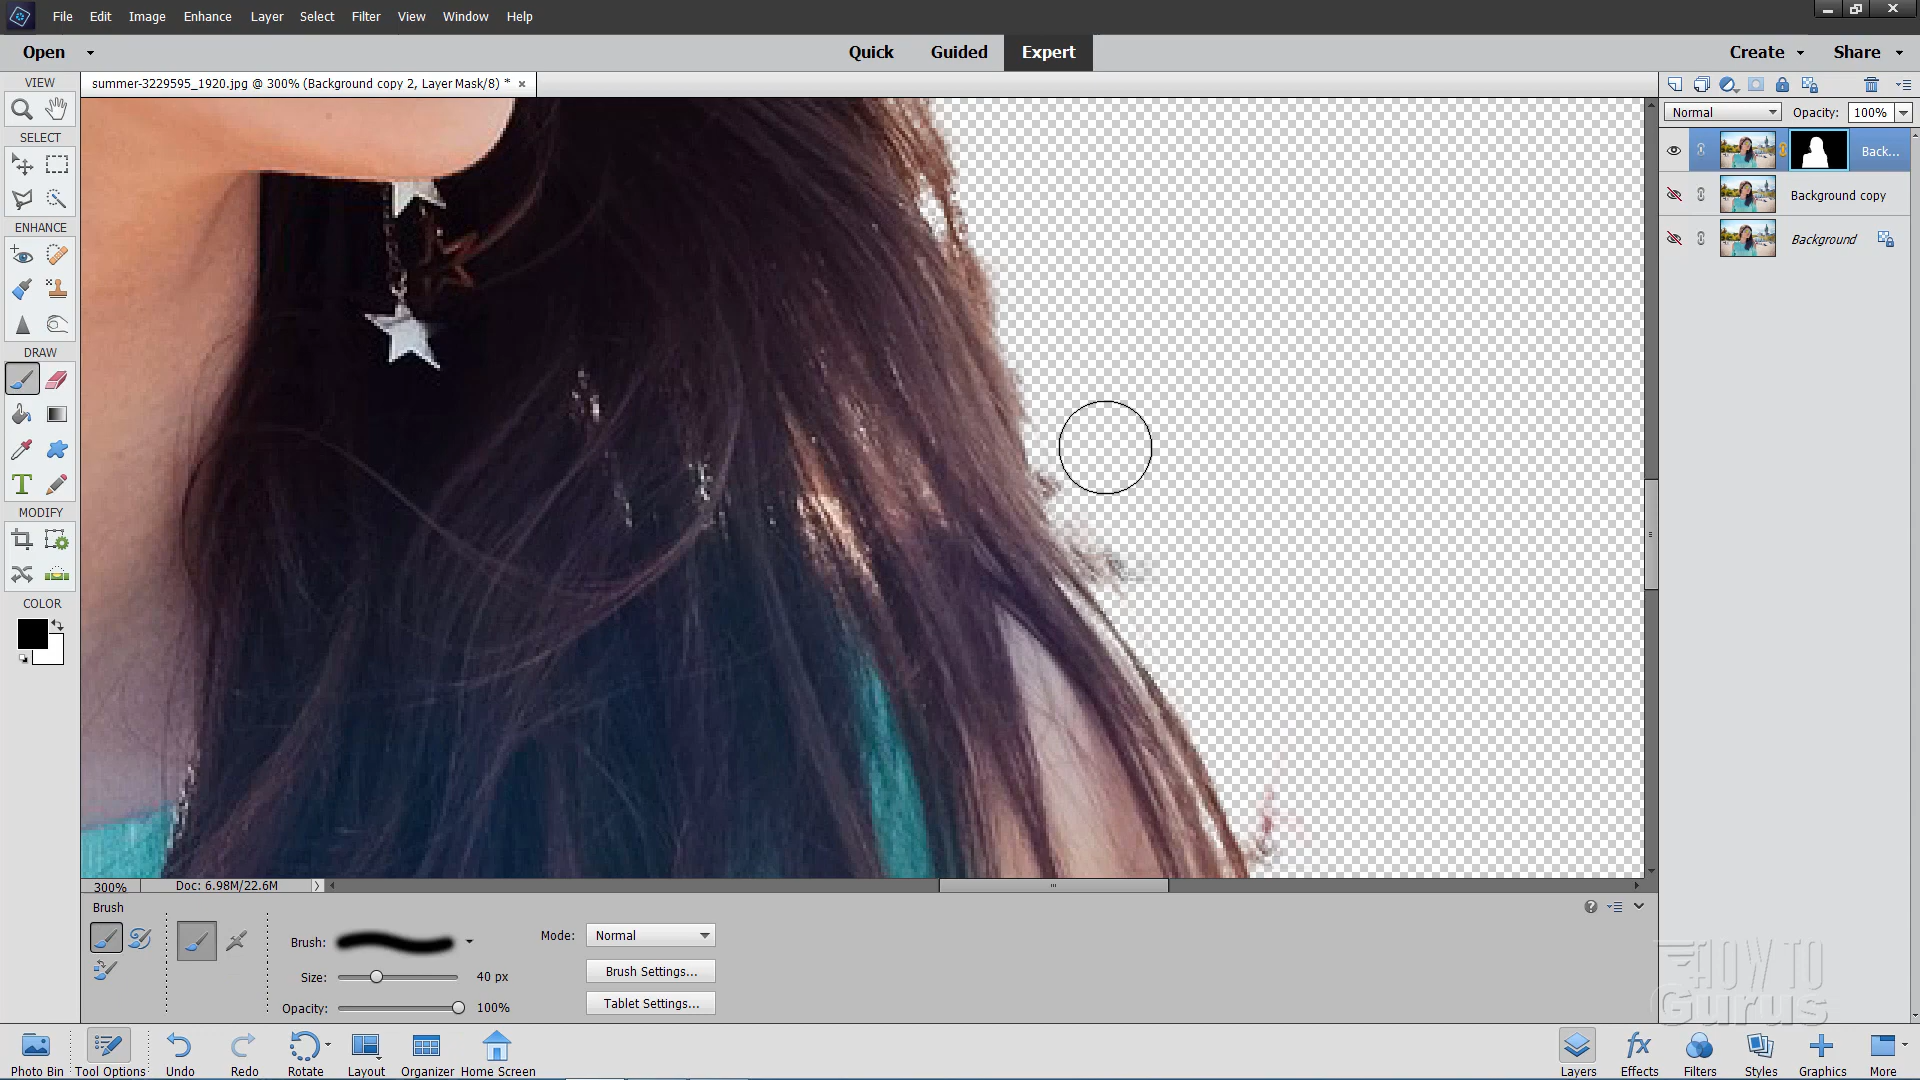 File Edit Image Enhance Layer Select Filter View Window Help
Open Quick Guided Expert Create Share
VIEW
summer-3229595_1920.jpg @ 300% (Background copy 2, Layer Mask/8) * ×
SELECT
ENHANCE
DRAW
T
MODIFY
COLOR
Normal Opacity: 100%
Back...
Background copy
Background
300% Doc: 6.98M/22.6M
Brush
Brush:
Size: 40 px
Opacity: 100%
Mode: Normal
Brush Settings...
Tablet Settings...
HOW TO
Gurus
Photo Bin Tool Options Undo Redo Rotate Layout Organizer Home Screen
fx
Layers Effects Filters Styles Graphics More